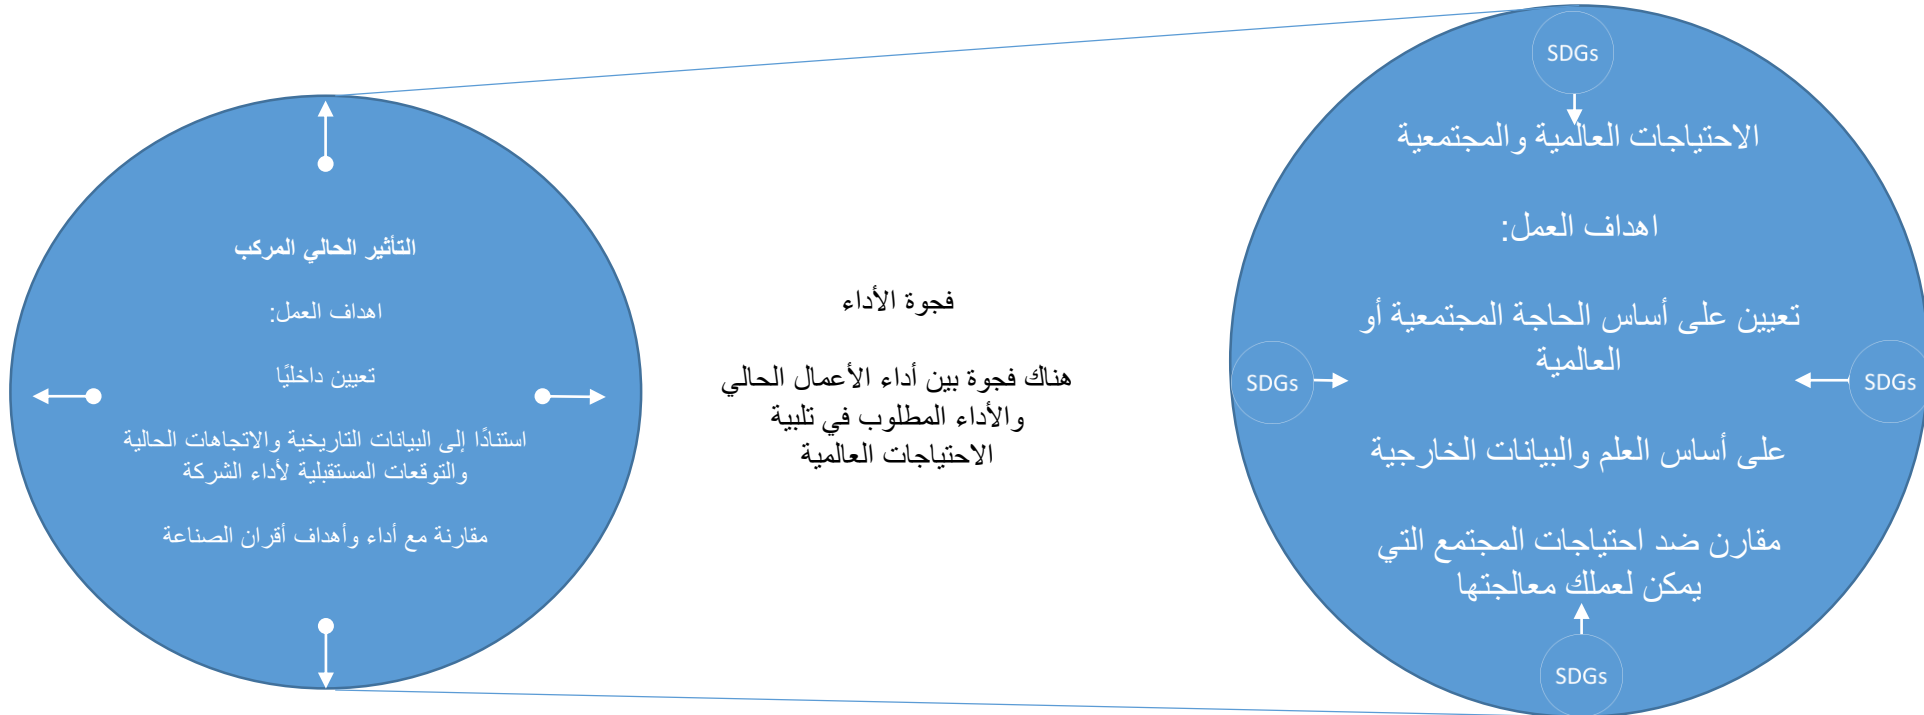 SDGs
الاحتياجات العالمية والمجتمعية
اهداف العمل:
تعيين على أساس الحاجة المجتمعية أو
العالمية
على أساس العلم والبيانات الخارجية
مقارن ضد احتياجات المجتمع التي
يمكن لعملك معالجتها
SDGs
SDGs
SDGs
فجوة الأداء
هناك فجوة بين أداء الأعمال الحالي
والأداء المطلوب في تلبية
الاحتياجات العالمية
التأثير الحالي المركب
اهداف العمل:
تعيين داخليًا
استنادًا إلى البيانات التاريخية والاتجاهات الحالية
والتوقعات المستقبلية لأداء الشركة
مقارنة مع أداء وأهداف أقران الصناعة